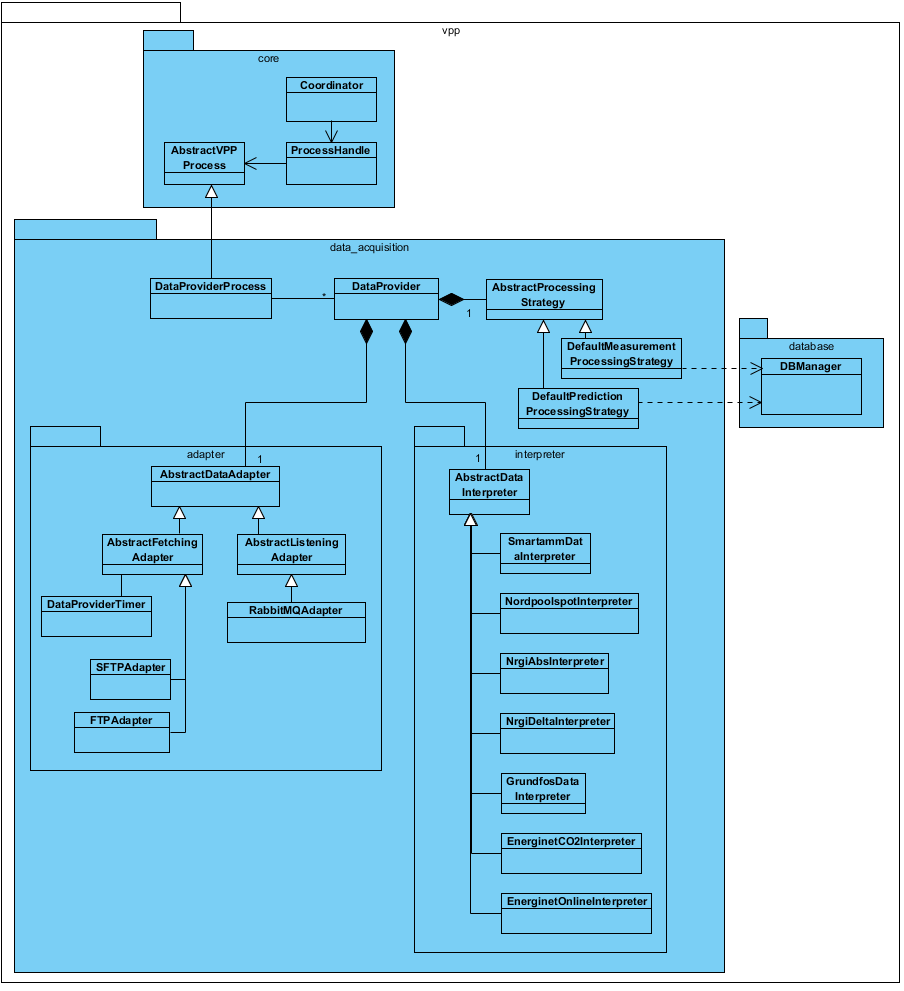 vpp
core
Coordinator
AbstractVPP
Process
ProcessHandle
data_acquisition
DataProviderProcess
*
DataProvider
1
AbstractProcessing
Strategy
DefaultMeasurement
ProcessingStrategy
DefaultPrediction
ProcessingStrategy
database
DBManager
adapter
1
AbstractDataAdapter
AbstractFetching
Adapter
AbstractListening
Adapter
DataProviderTimer
RabbitMQAdapter
SFTPAdapter
FTPAdapter
1
interpreter
AbstractData
Interpreter
SmartammDat
aInterpreter
NordpoolspotInterpreter
NrgiAbsInterpreter
NrgiDeltaInterpreter
GrundfosData
Interpreter
EnerginetCO2Interpreter
EnerginetOnlineInterpreter